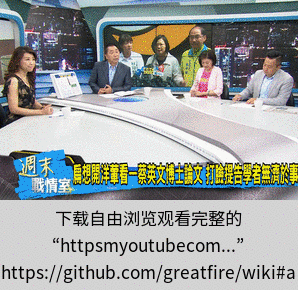 週末
戰情室
扁想開洋葷看一蔡英文博士論文 打臉提告學者無濟於事
下载自由浏览观看完整的
“httpsmyoutubecom...”
https://github.com/greatfire/wiki#a